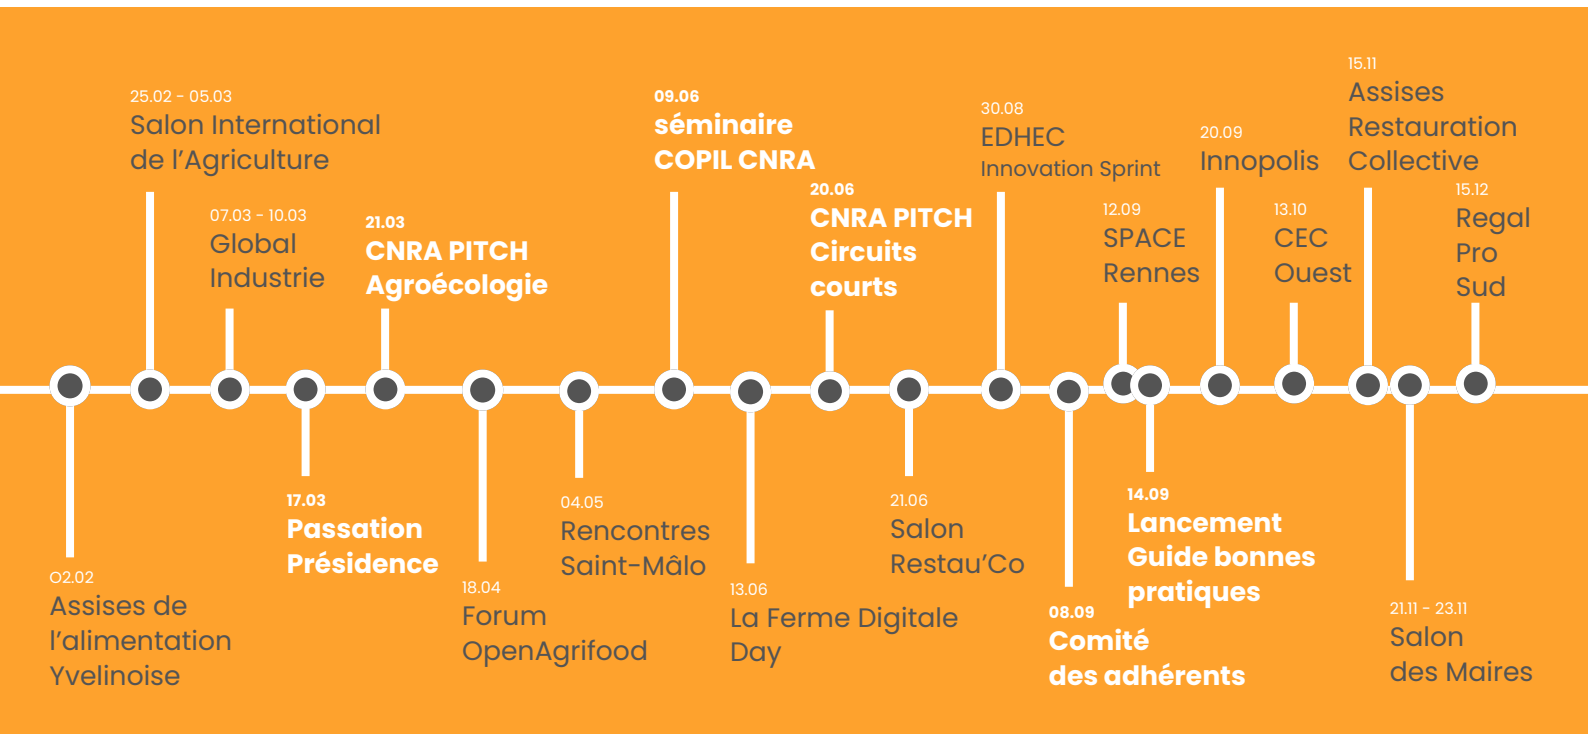 O2.02
Assises de
l'alimentation
Yvelinoise
25.02 - 05.03
Salon International
de l'Agriculture
07.03 - 10.03
Global
Industrie
17.03
Passation
Présidence
21.03
CNRA PITCH
Agroécologie
18.04
Forum
OpenAgrifood
04.05
Rencontres
Saint-Mâlo
09.06
séminaire
COPIL CNRA
13.06
La Ferme Digitale
Day
20.06
CNRA PITCH
Circuits
courts
21.06
Salon
Restau'Co
30.08
EDHEC
Innovation Sprint
08.09
Comité
des adhérents
12.09
SPACE
Rennes
14.09
Lancement
Guide bonnes
pratiques
20.09
Innopolis
13.10
CEC
Ouest
15.11
Assises
Restauration
Collective
21.11 - 23.11
Salon
des Maires
15.12
Regal
Pro
Sud